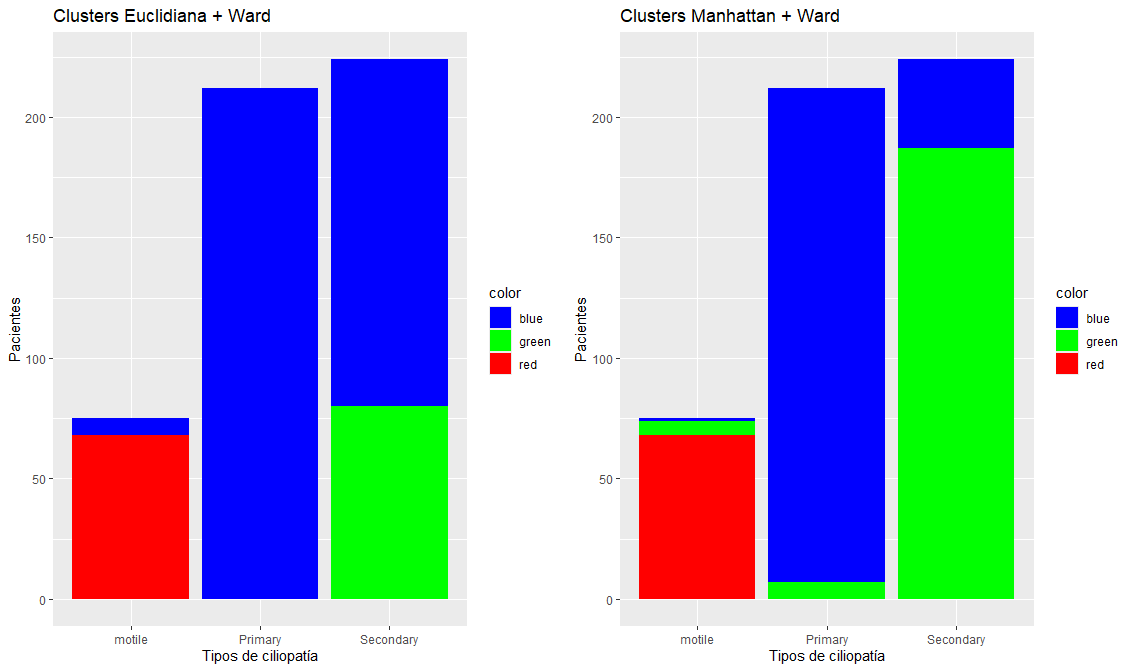 Clusters Euclidiana + Ward
Pacientes
200
150
100
50
0
motile Primary Secondary
Tipos de ciliopatía
color
blue
green
red
Clusters Manhattan + Ward
Pacientes
200
150
100
50
0
motile Primary Secondary
Tipos de ciliopatía
color
blue
green
red